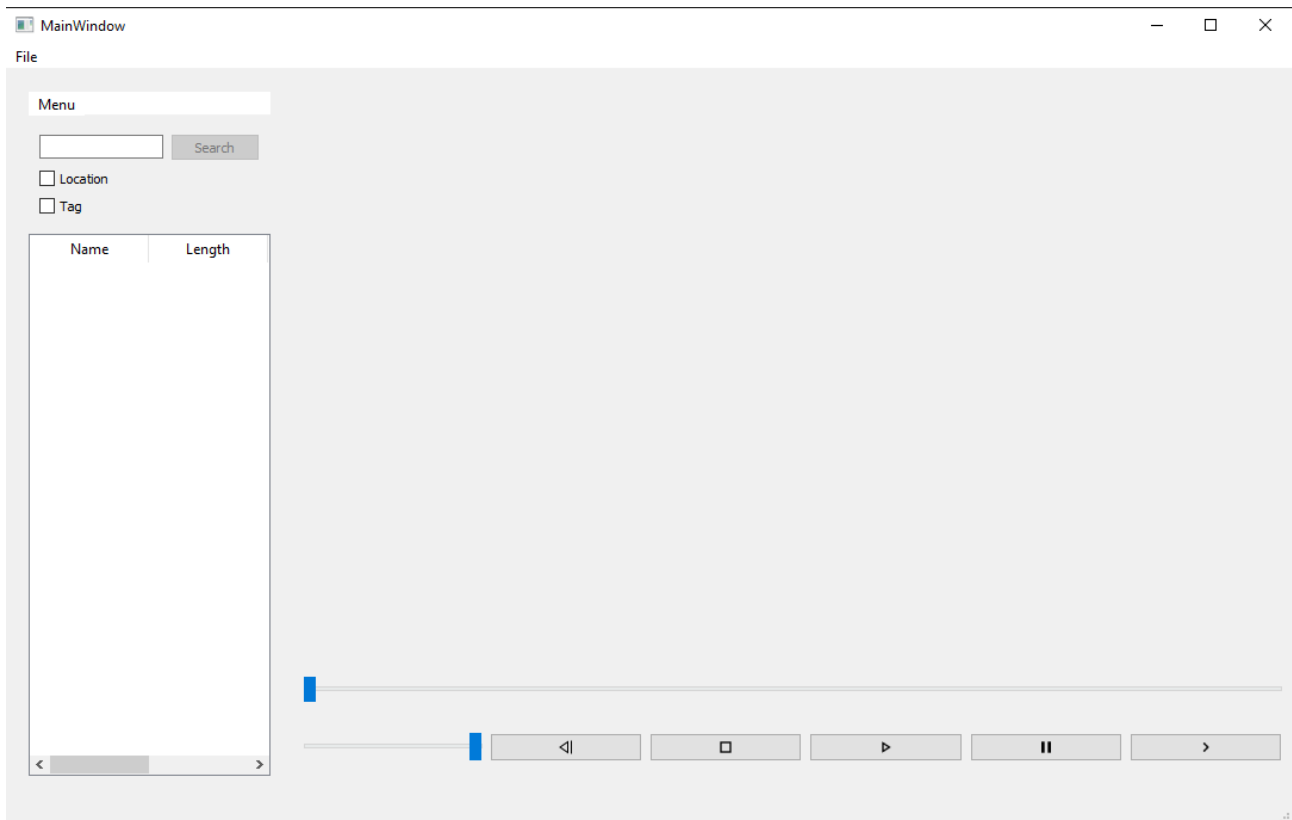 MainWindow
File
Menu
Search
Location
Tag
Name Length